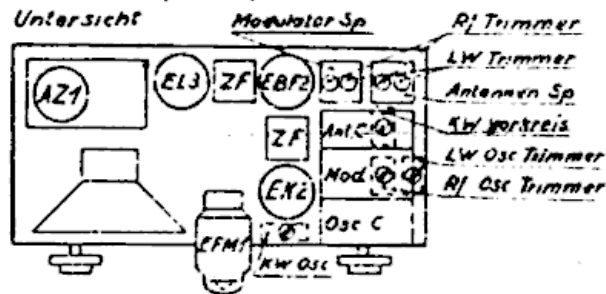 Untersicht
Modulator Sp
Rf Trimmer
LW Trimmer
Antennen Sp
KW Vorkreis
LW Osc Trimmer
Rf Osc Trimmer
AZ1
EL3
ZF
EBF2
Ant.C
ZF
Mod.
EK2
Osc C
EFM1
KW Osc